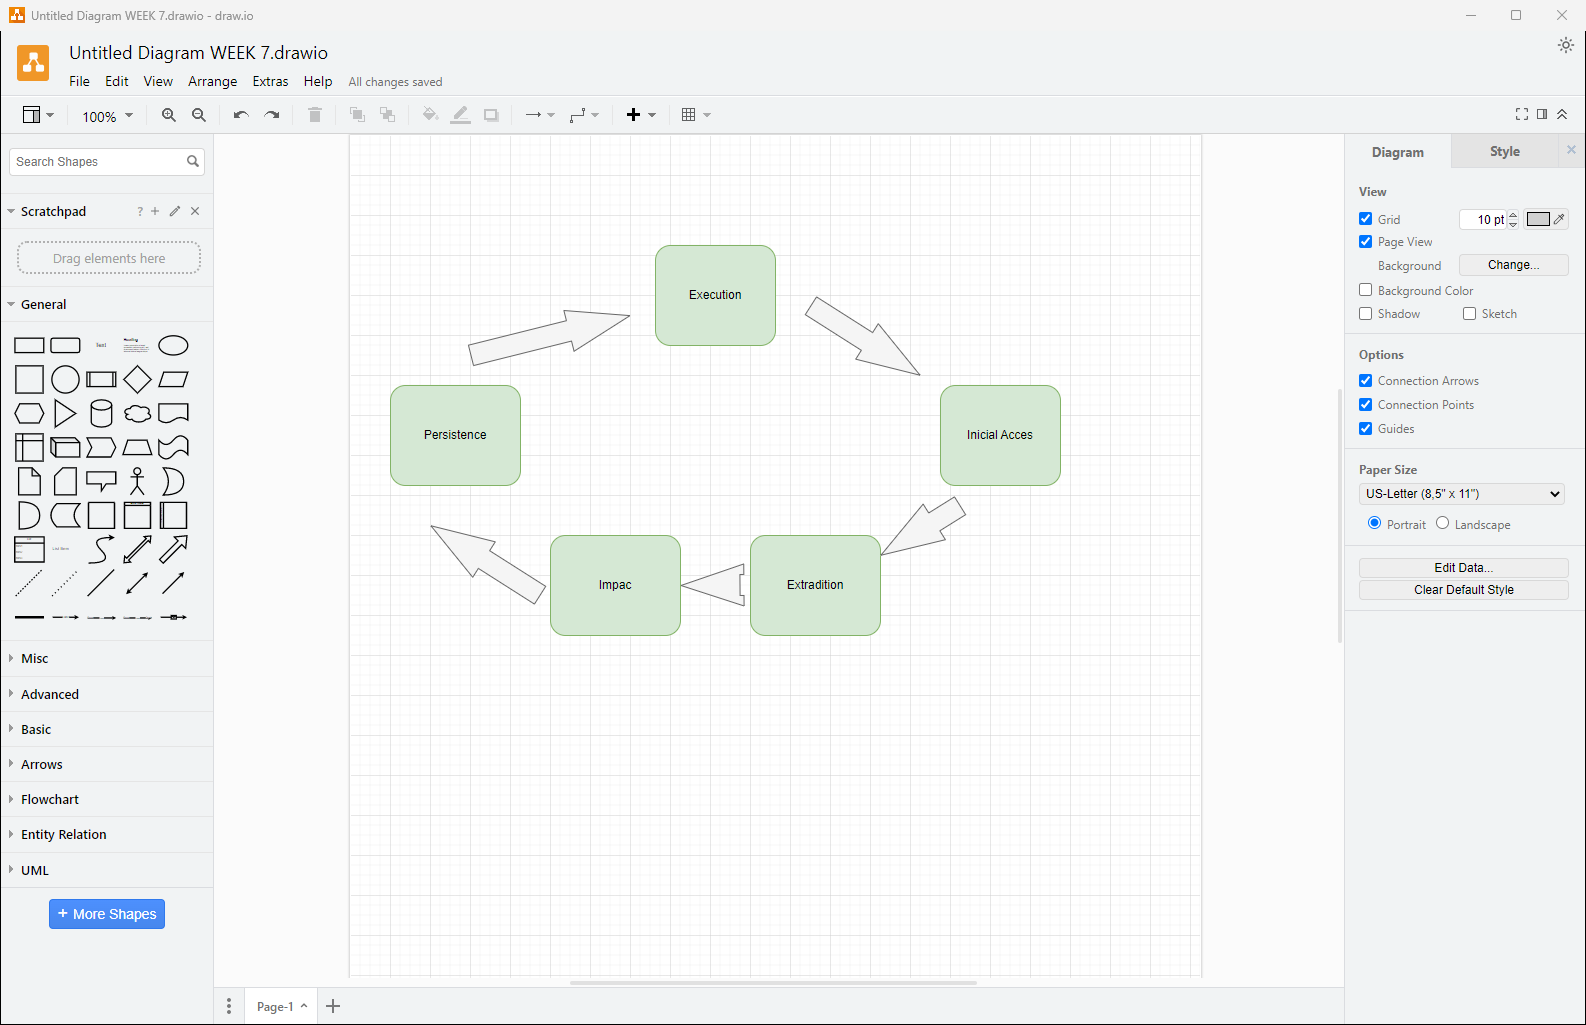 Untitled Diagram WEEK 7.drawio - draw.io
Untitled Diagram WEEK 7.drawio
File Edit View Arrange Extras Help All changes saved
100%
Search Shapes
Scratchpad
?
Drag elements here
General
Text
Heading
List Item
Misc
Advanced
Basic
Arrows
Flowchart
Entity Relation
UML
+ More Shapes
Execution
Persistence
Inicial Acces
Impac
Extradition
Page-1
Diagram
Style
View
Grid
10 pt
Page View
Background
Change...
Background Color
Shadow
Sketch
Options
Connection Arrows
Connection Points
Guides
Paper Size
US-Letter (8,5" x 11")
Portrait
Landscape
Edit Data...
Clear Default Style